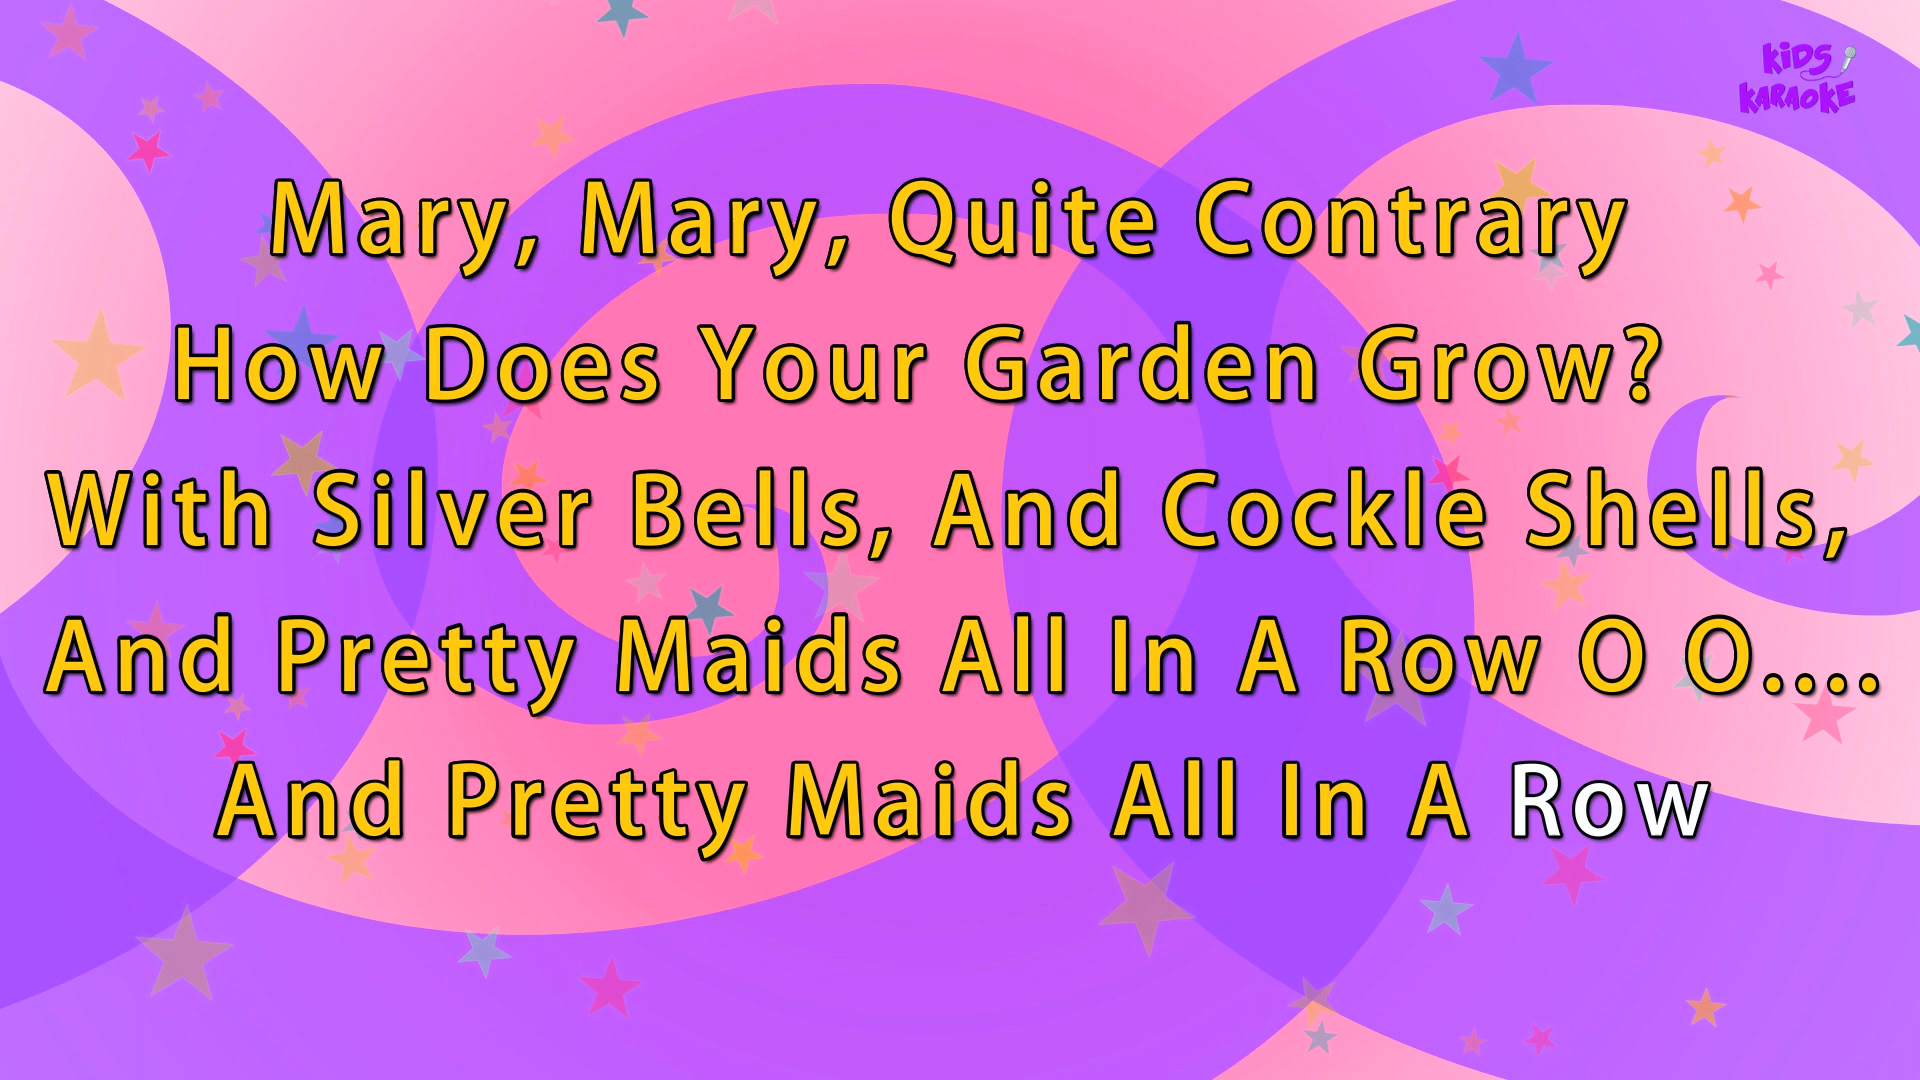 KiDS
KARAOKE
Mary, Mary, Quite Contrary
How Does Your Garden Grow?
With Silver Bells, And Cockle Shells,
And Pretty Maids All In A Row O O....
And Pretty Maids All In A Row